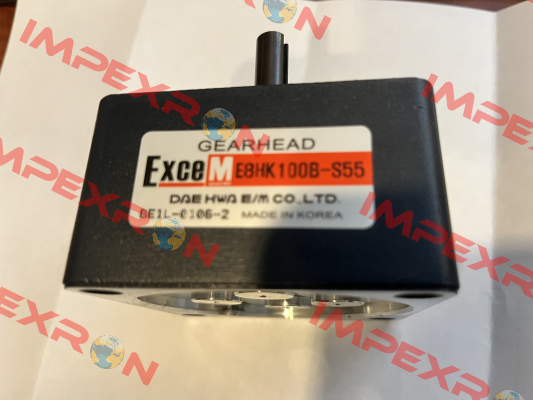 GEARHEAD
ExceM E8HK100B-S55
DAE HWA E/M CO.,LTD.
BE1L-0106-2 MADE IN KOREA
IMPEXRON
IMPEXRON
IMPEXRON
IMPEXRON
IMPEXRON